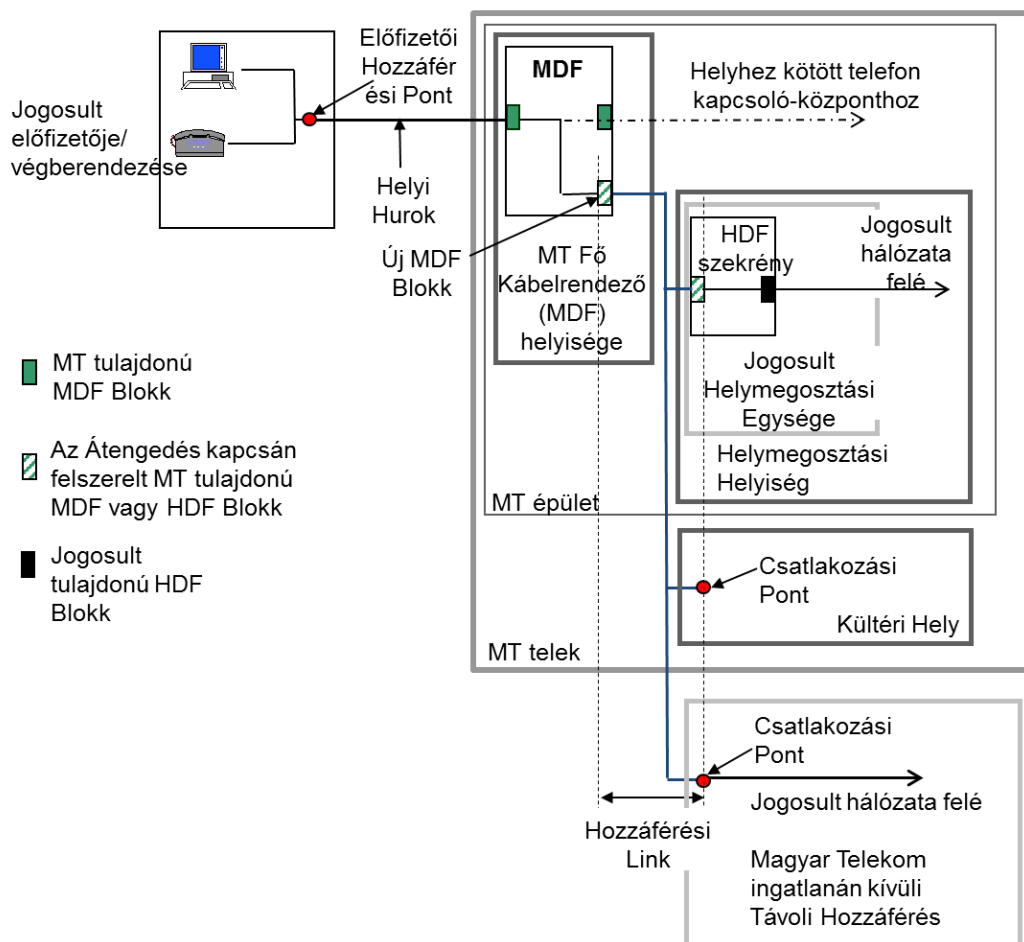 Jogosult
előfizetője/
végberendezése
Előfizetői
Hozzáfér
ési Pont
Helyi
Hurok
Új MDF
Blokk
MDF
MT Fő
Kábelrendező
(MDF)
helyisége
Helyhez kötött telefon
kapcsoló-központhoz
HDF
szekrény
Jogosult
hálózata
felé
Jogosult
Helymegosztási
Egysége
Helymegosztási
Helyiség
MT épület
MT tulajdonú
MDF Blokk
Az Átengedés kapcsán
felszerelt MT tulajdonú
MDF vagy HDF Blokk
Jogosult
tulajdonú HDF
Blokk
Csatlakozási
Pont
Kültéri Hely
MT telek
Csatlakozási
Pont
Jogosult hálózata felé
Hozzáférési
Link
Magyar Telekom
ingatlanán kívüli
Távoli Hozzáférés